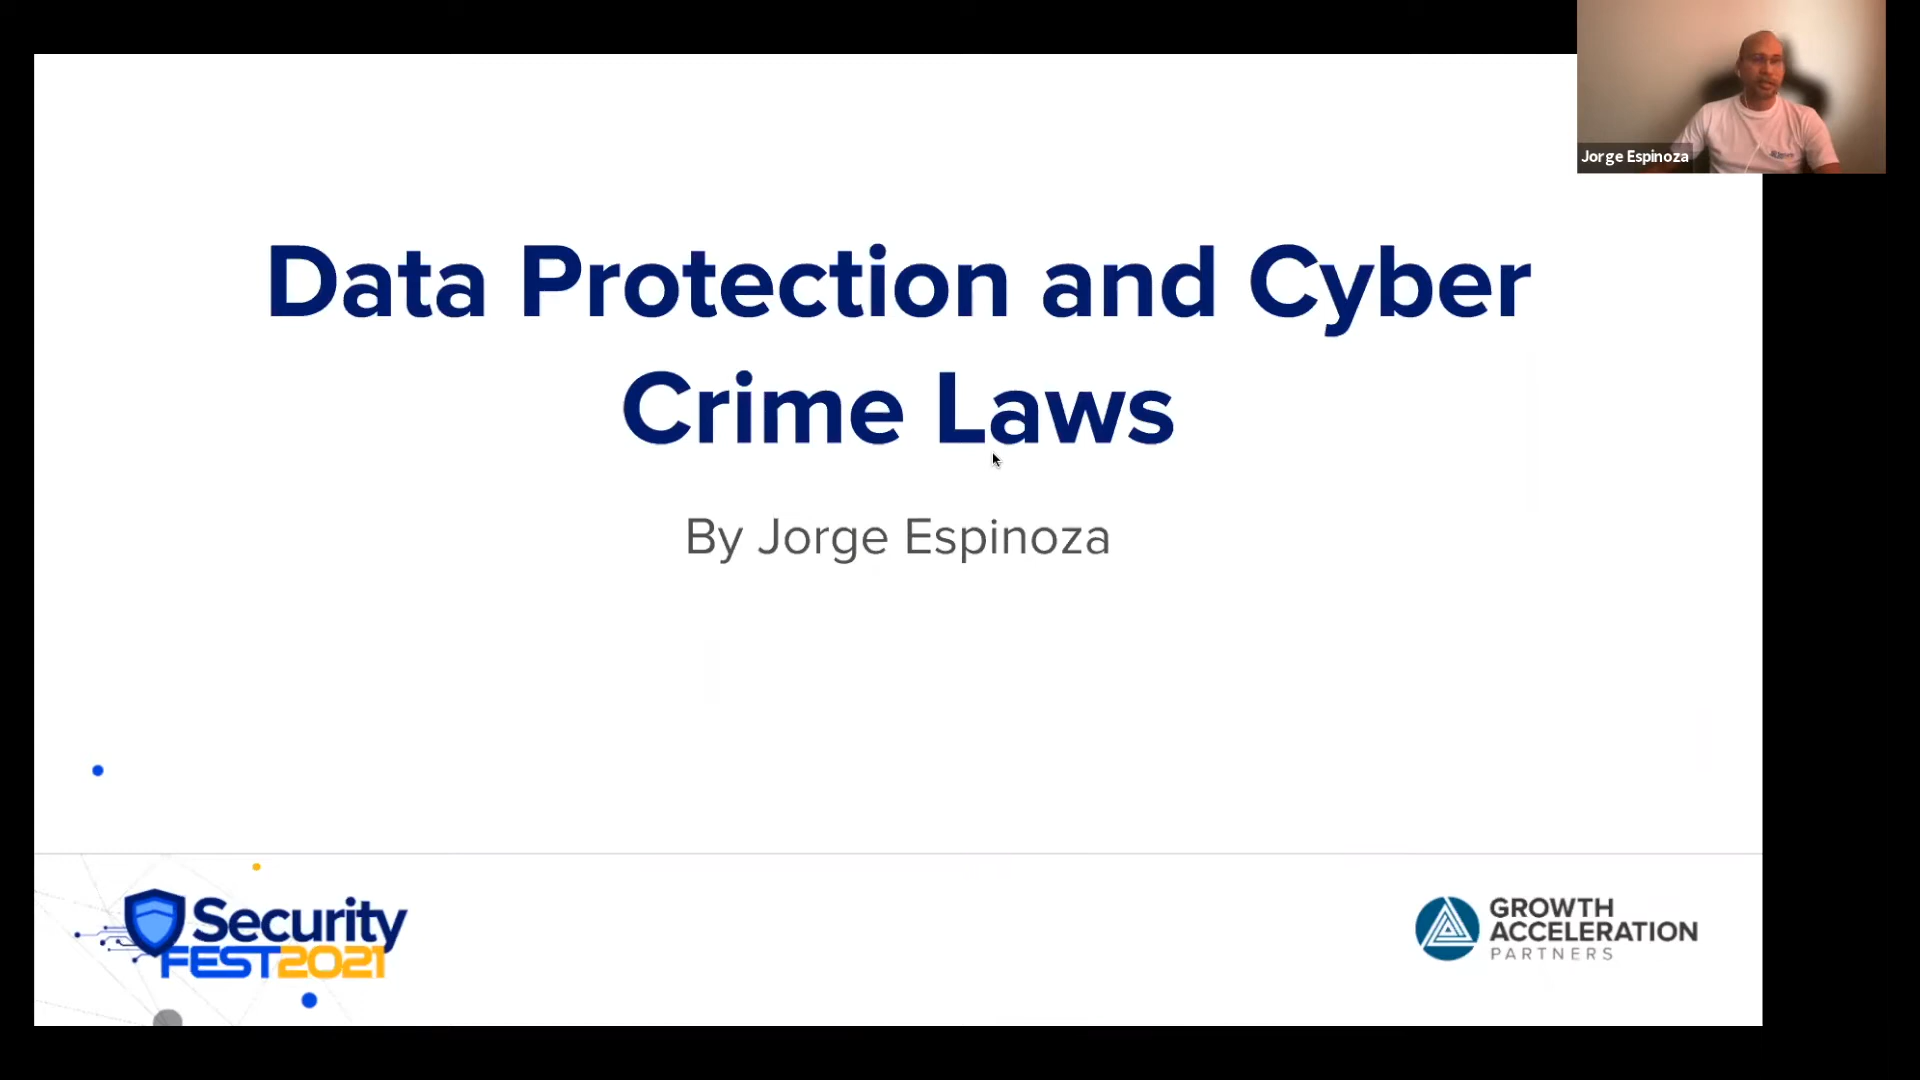 Jorge Espinoza
Data Protection and Cyber
Crime Laws
By Jorge Espinoza
Security
FEST2021
GROWTH
ACCELERATION
PARTNERS